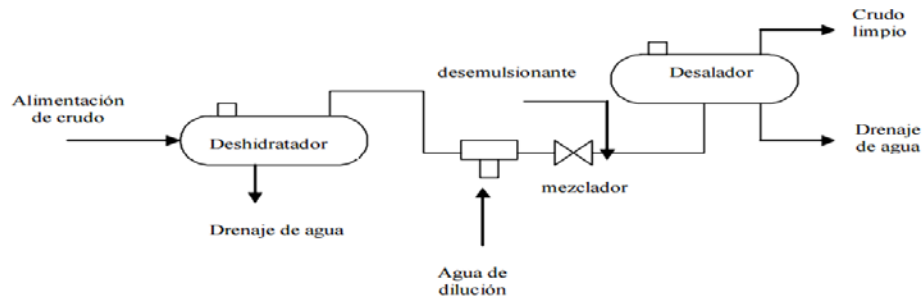 Crudo
limpio
desemulsionante
Desalador
Alimentación
de crudo
Deshidratador
Drenaje
de agua
mezclador
Drenaje de agua
Agua de
dilución